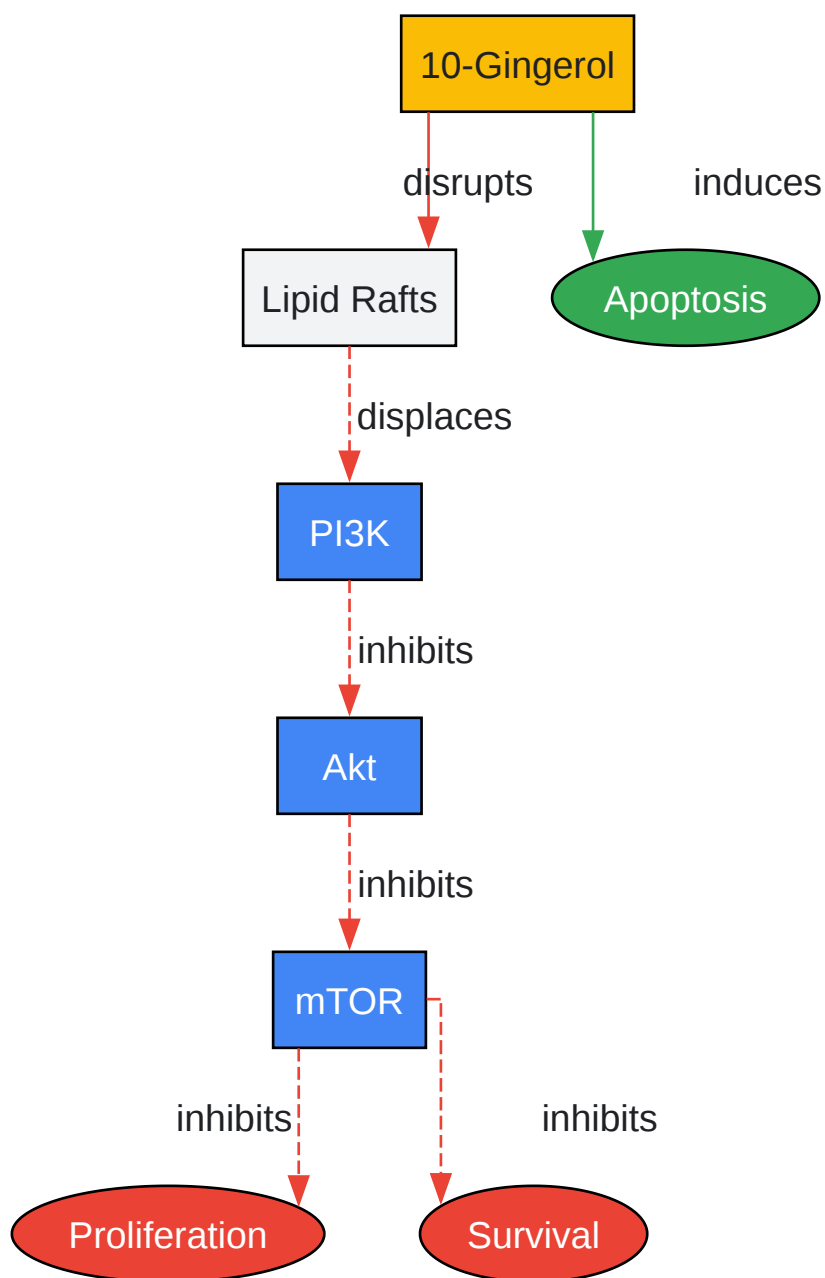 10-Gingerol
disrupts
induces
Lipid Rafts
Apoptosis
displaces
PI3K
inhibits
Akt
inhibits
mTOR
inhibits
inhibits
Proliferation
Survival